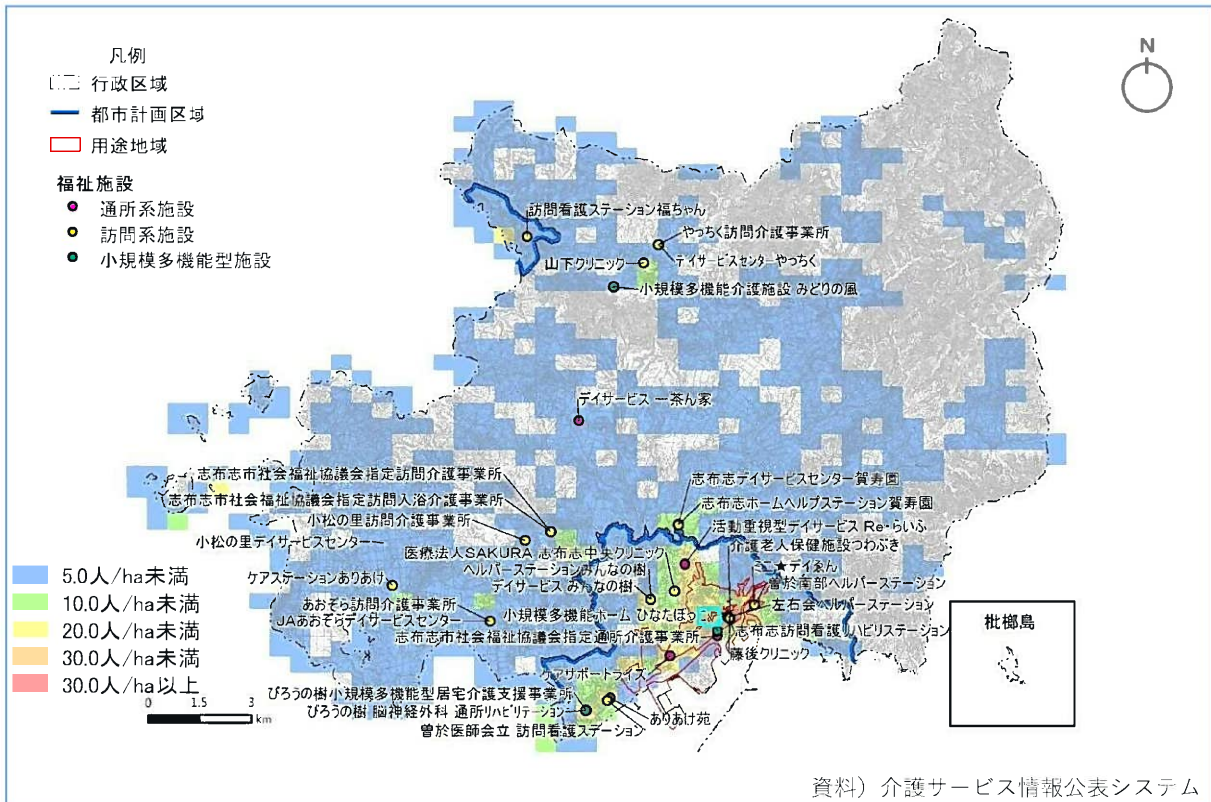 凡例
行政区域
都市計画区域
用途地域
福祉施設
通所系施設
訪問系施設
小規模多機能型施設
N
訪問看護ステーション福ちゃん
やっちく訪問介護事業所
山下クリニック
デイサービスセンターやっちく
小規模多機能介護施設 みどりの風
デイサービス 一茶ん家
志布志市社会福祉協議会指定訪問介護事業所
志布志市社会福祉協議会指定訪問入浴介護事業所
小松の里訪問介護事業所
小松の里デイサービスセンター
志布志デイサービスセンター賀寿園
志布志ホームヘルプステーション賀寿園
活動重視型デイサービス Re・らいふ
介護老人保健施設つわぶき
医療法人SAKURA 志布志中央クリニック
ヘルパーステーションみんなの樹
デイサービス みんなの樹
ミニ★デイゑん
曽於南部ヘルパーステーション
ケアステーションありあけ
あおぞら訪問介護事業所
JAあおぞらデイサービスセンター
小規模多機能ホーム ひなたぼっこ
左右会ヘルパーステーション
志布志市社会福祉協議会指定通所介護事業所
志布志訪問看護リハビリステーション
藤後クリニック
ケアサポートライズ
びろうの樹小規模多機能型居宅介護支援事業所
びろうの樹 脳神経外科 通所リハビリテーション
ありあけ苑
曽於医師会立 訪問看護ステーション
5.0人/ha未満
10.0人/ha未満
20.0人/ha未満
30.0人/ha未満
30.0人/ha以上
0 1.5 3
km
枇榔島
資料）介護サービス情報公表システム